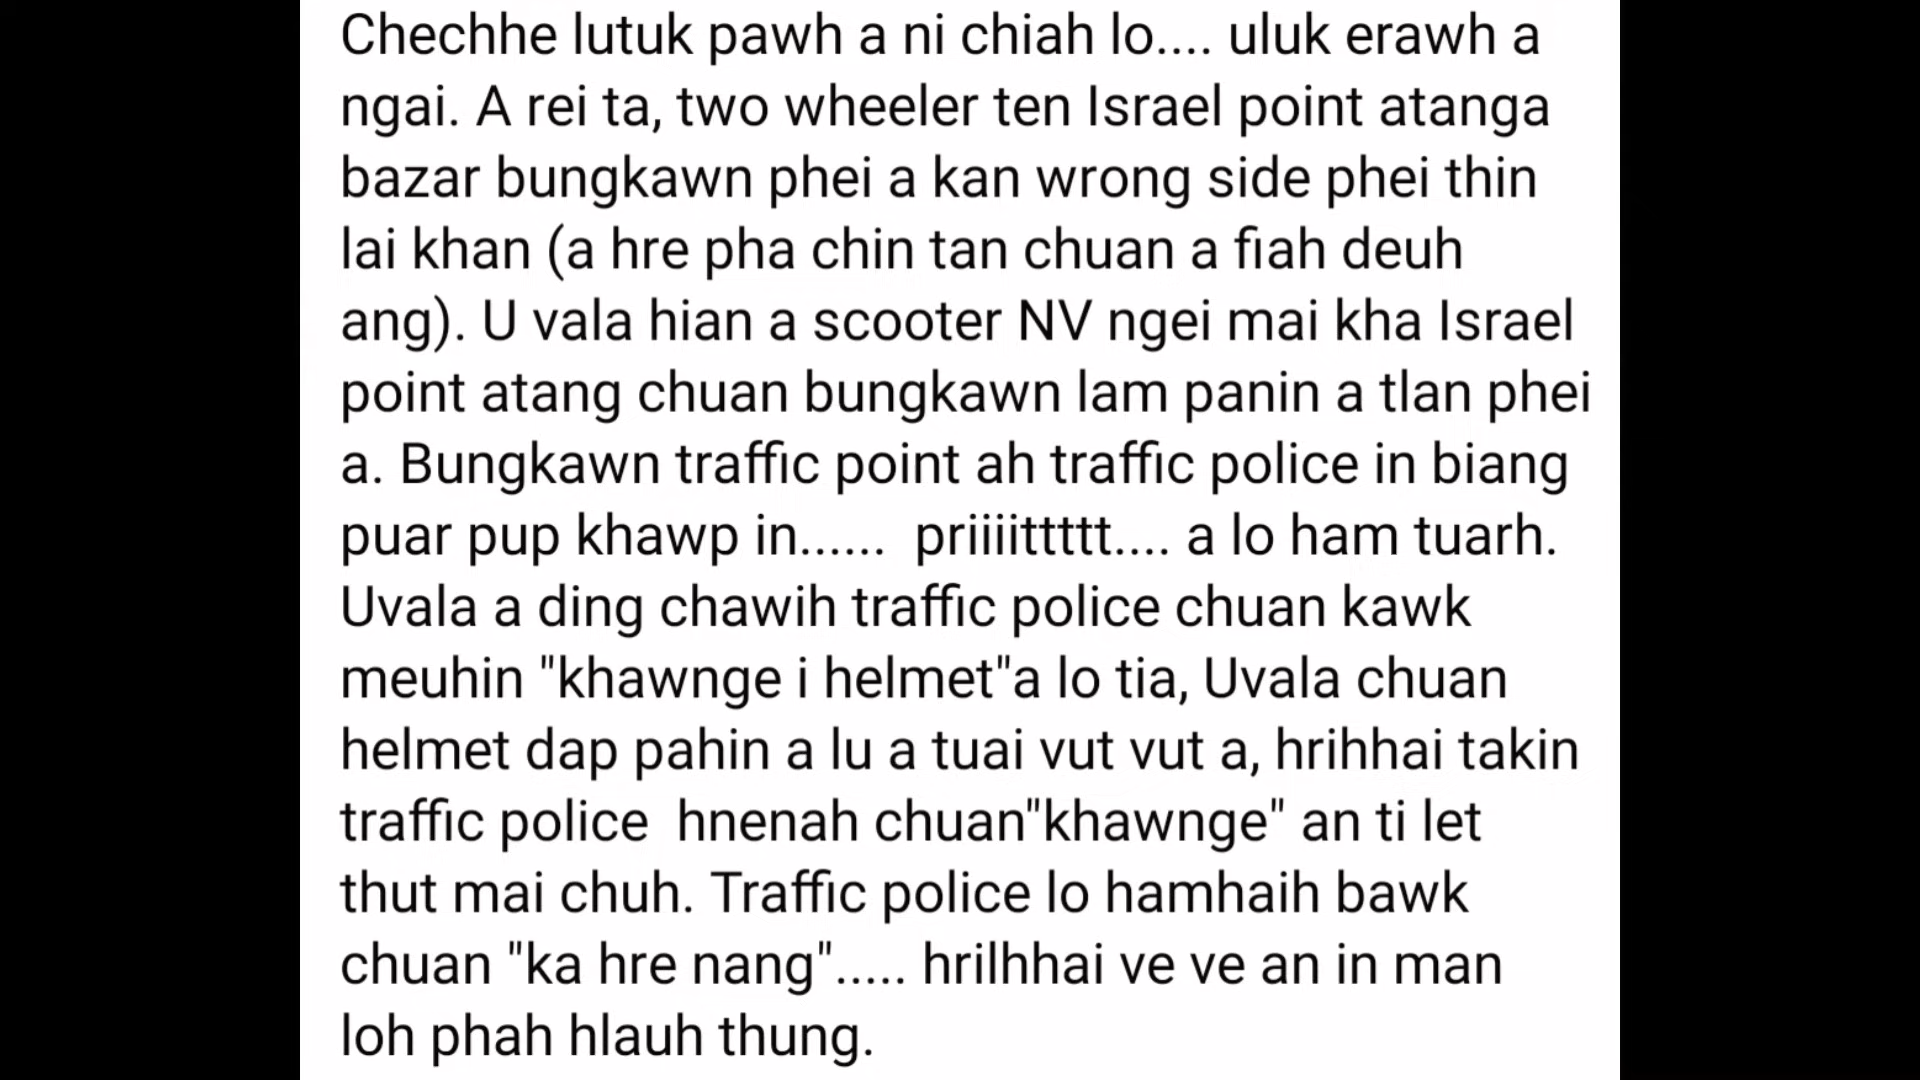 Chechhe lutuk pawh a ni chiah lo.... uluk erawh a
ngai. A rei ta, two wheeler ten Israel point atanga
bazar bungkawn phei a kan wrong side phei thin
lai khan (a hre pha chin tan chuan a fiah deuh
ang). U vala hian a scooter NV ngei mai kha Israel
point atang chuan bungkawn lam panin a tlan phei
a. Bungkawn traffic point ah traffic police in biang
puar pup khawp in...... priiiittttt.... a lo ham tuarh.
Uvala a ding chawih traffic police chuan kawk
meuhin "khawnge i helmet"a lo tia, Uvala chuan
helmet dap pahin a lu a tuai vut vut a, hrihhai takin
traffic police hnenah chuan"khawnge" an ti let
thut mai chuh. Traffic police lo hamhaih bawk
chuan "ka hre nang"..... hrilhhai ve ve an in man
loh phah hlauh thung.